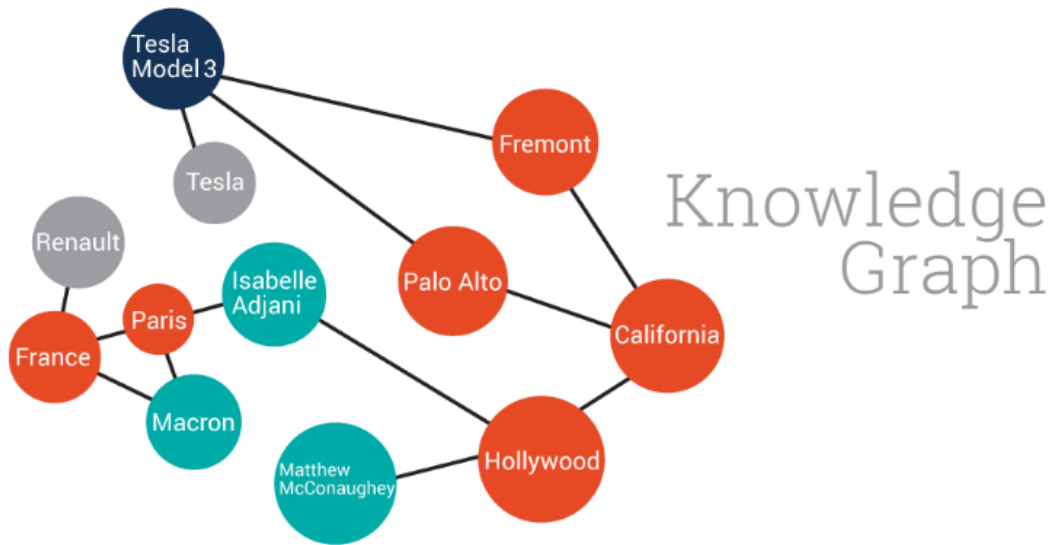 Tesla
Model 3
Fremont
Tesla
Knowledge
Graph
Renault
Isabelle
Adjani
Palo Alto
Paris
California
France
Macron
Hollywood
Matthew
McConaughey